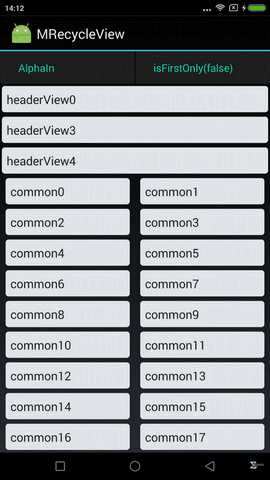 14:12
MRecycleView
AlphaIn isFirstOnly(false)
headerView0
headerView3
headerView4
common0 common1
common2 common3
common4 common5
common6 common7
common8 common9
common10 common11
common12 common13
common14 common15
common16 common17